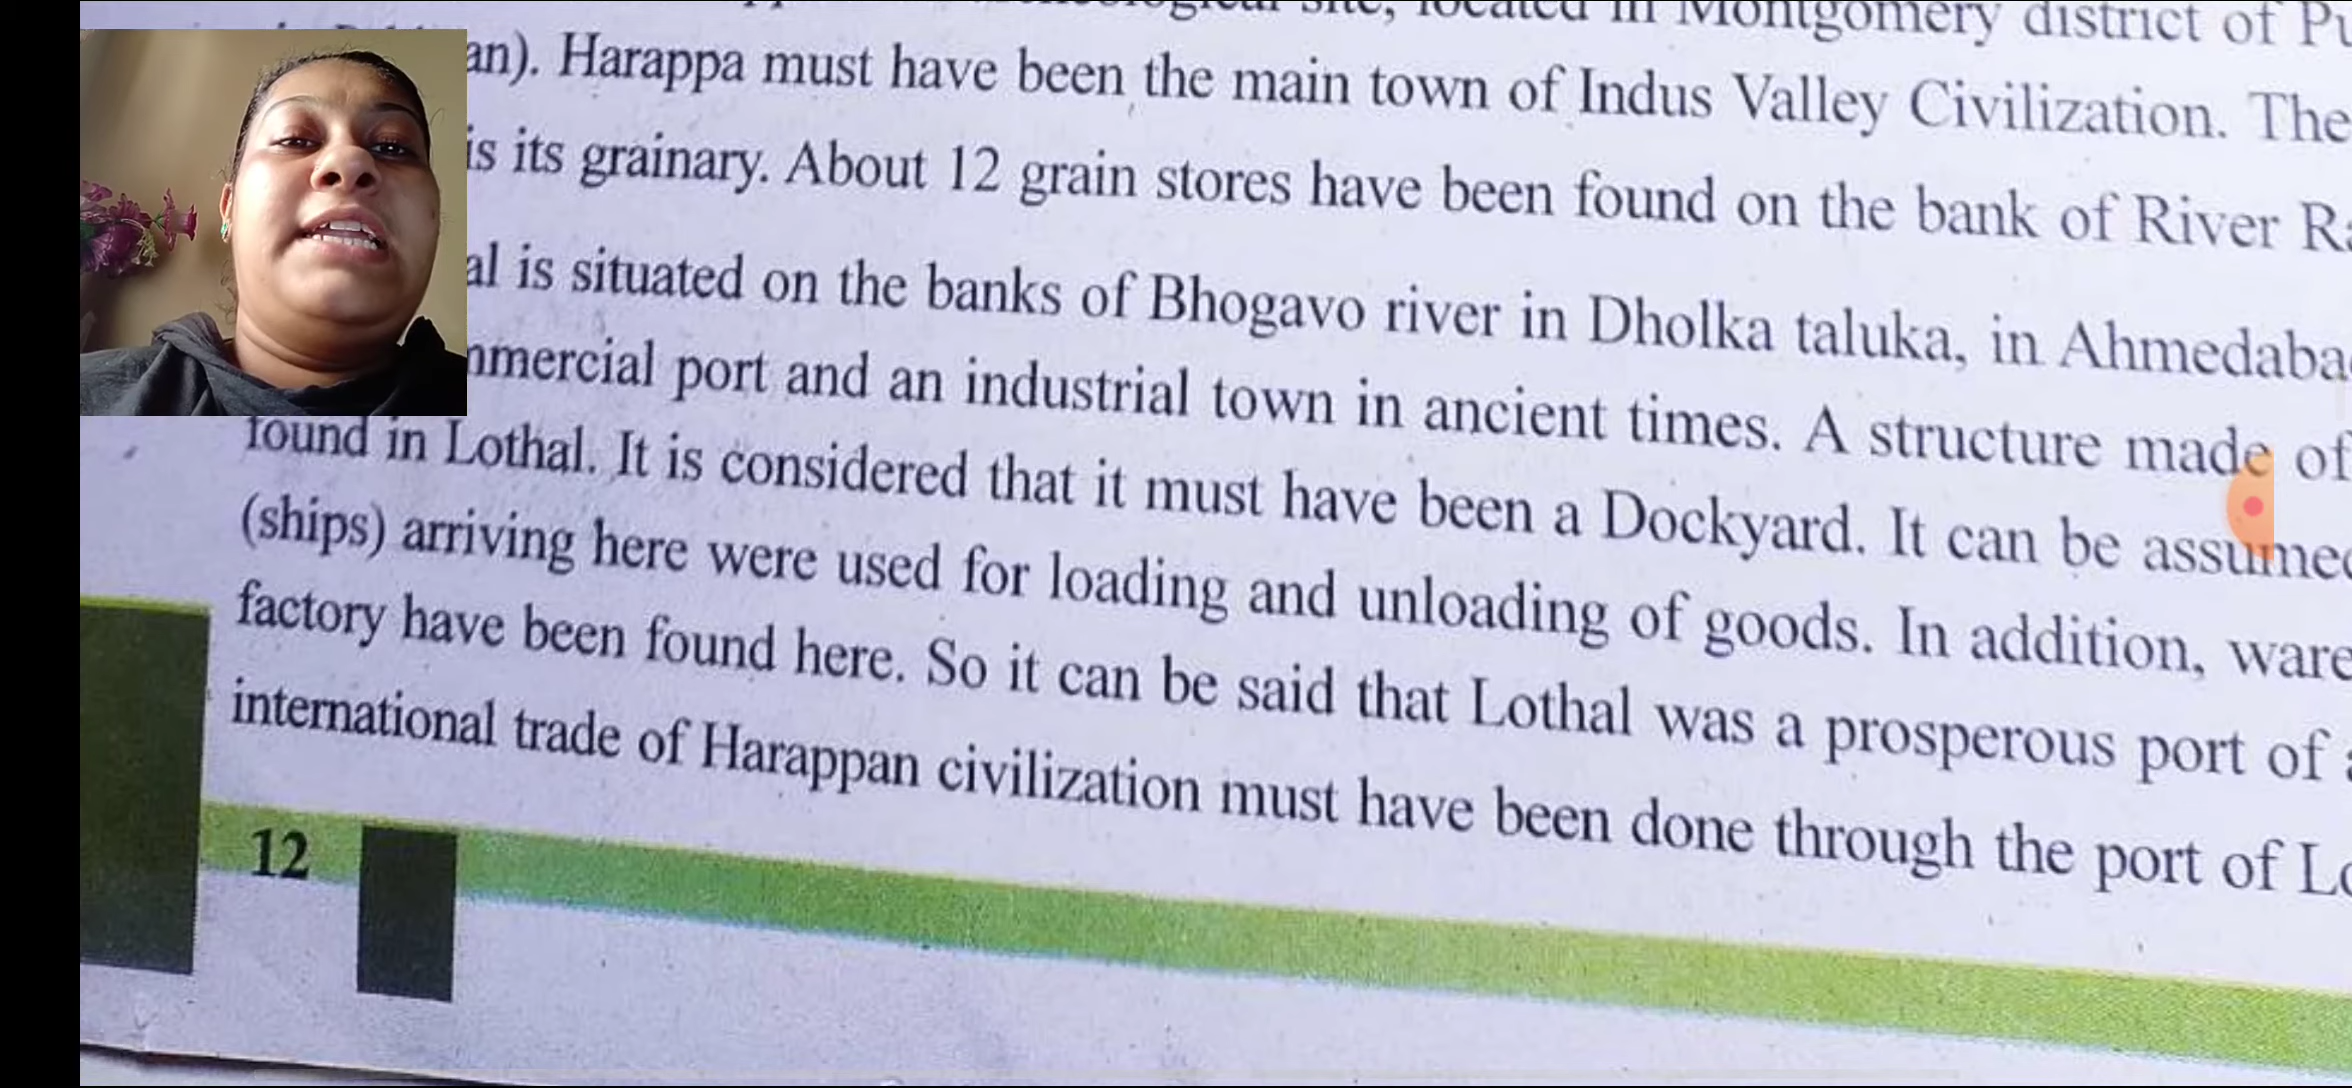 site, located in Montgomery district of
an). Harappa must have been the main town of Indus Valley Civilization. The
is its grainary. About 12 grain stores have been found on the bank of River
is situated on the banks of Bhogavo river in Dholka taluka, in
port and an industrial town in ancient times. A structure made of
found in Lothal. It is considered that it must have been a Dockyard. It can be
(ships) arriving here were used for loading and unloading of goods. In addition,
factory have been found here. So it can be said that Lothal was a prosperous port of
international trade of Harappan civilization must have been done through the port of
12